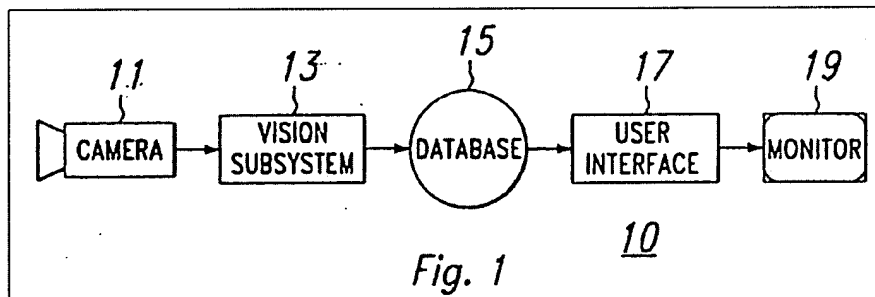 11
13
15
17
19
CAMERA
VISION
SUBSYSTEM
DATABASE
USER
INTERFACE
MONITOR
10
Fig. 1